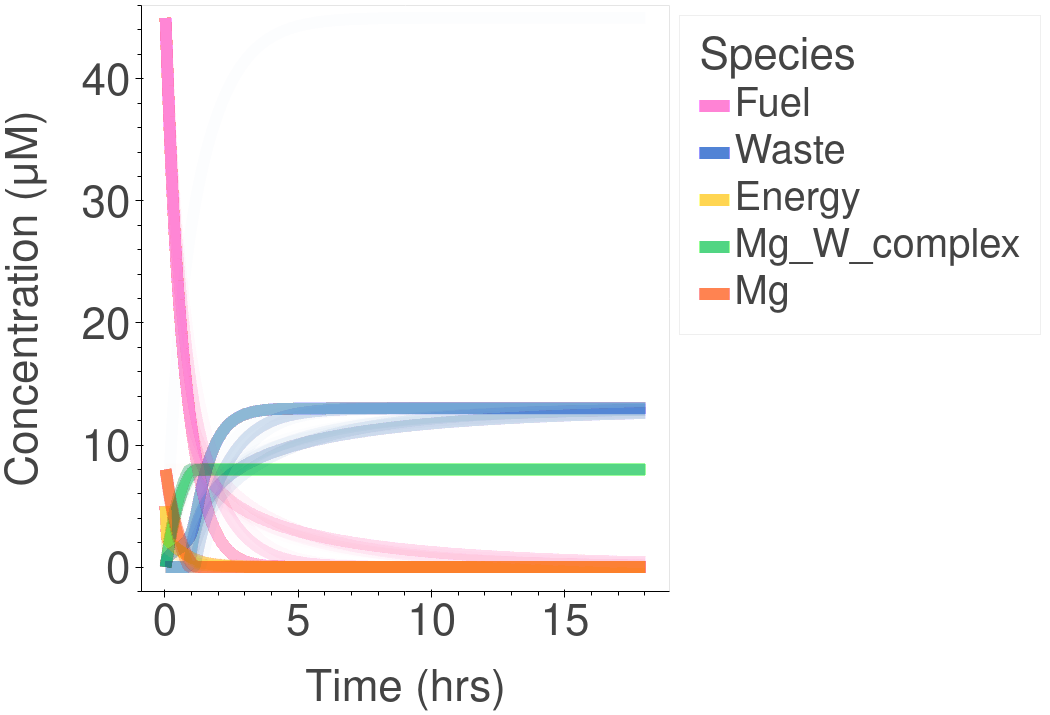 Concentration (μM)
40
30
20
10
0
0 5 10 15
Time (hrs)
Species
Fuel
Waste
Energy
Mg_W_complex
Mg